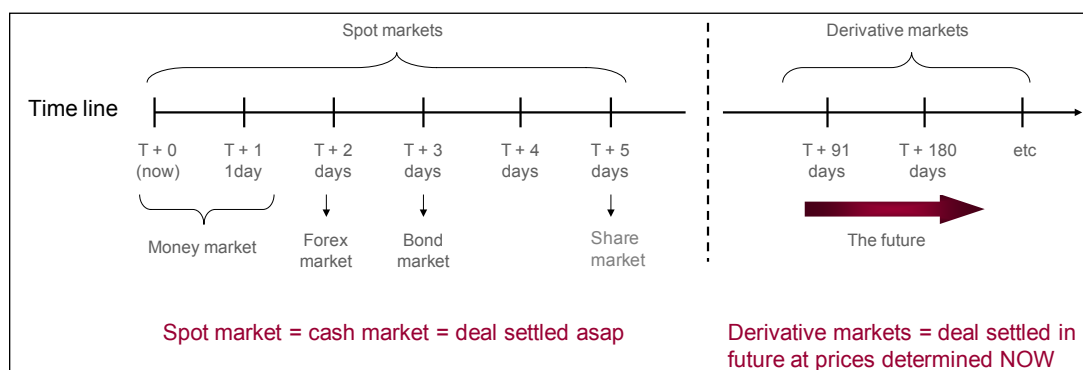 Spot markets
Derivative markets
Time line
T + 0
(now)
T + 1
1day
T + 2
days
T + 3
days
T + 4
days
T + 5
days
T + 91
days
T + 180
days
etc
Money market
Forex
market
Bond
market
Share
market
The future
Spot market = cash market = deal settled asap
Derivative markets = deal settled in
future at prices determined NOW